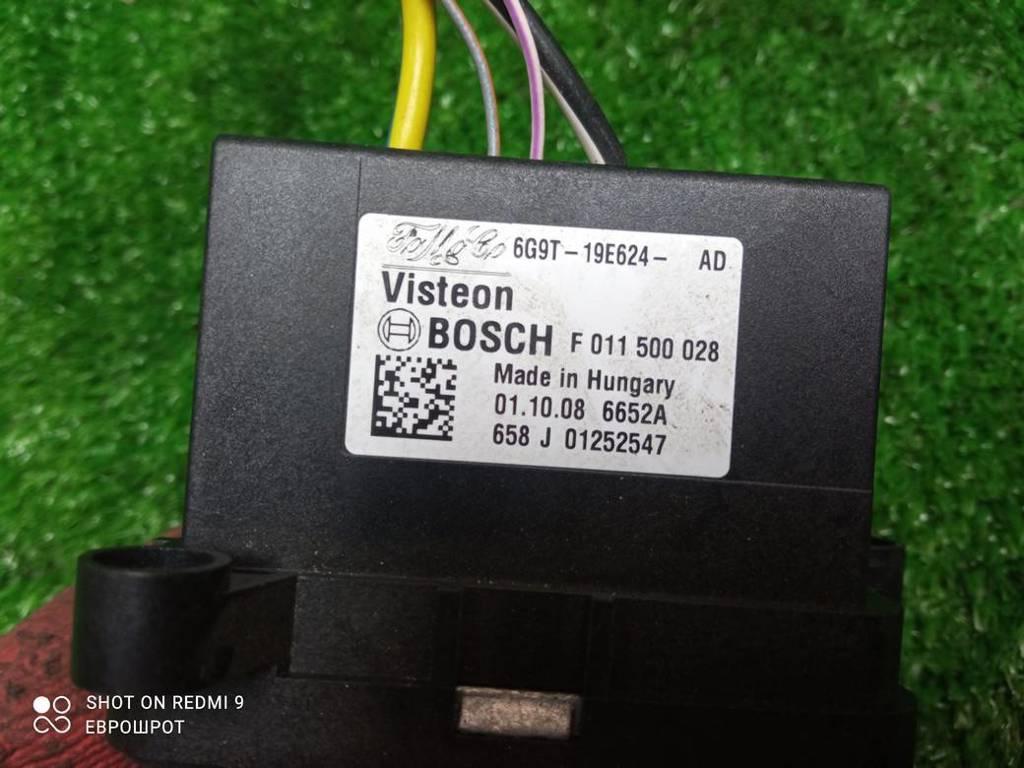 FoMoCo 6G9T-19E624- AD
Visteon
BOSCH F 011 500 028
Made in Hungary
01.10.08 6652A
658 J 01252547
SHOT ON REDMI 9
ЕВРОШРОТ